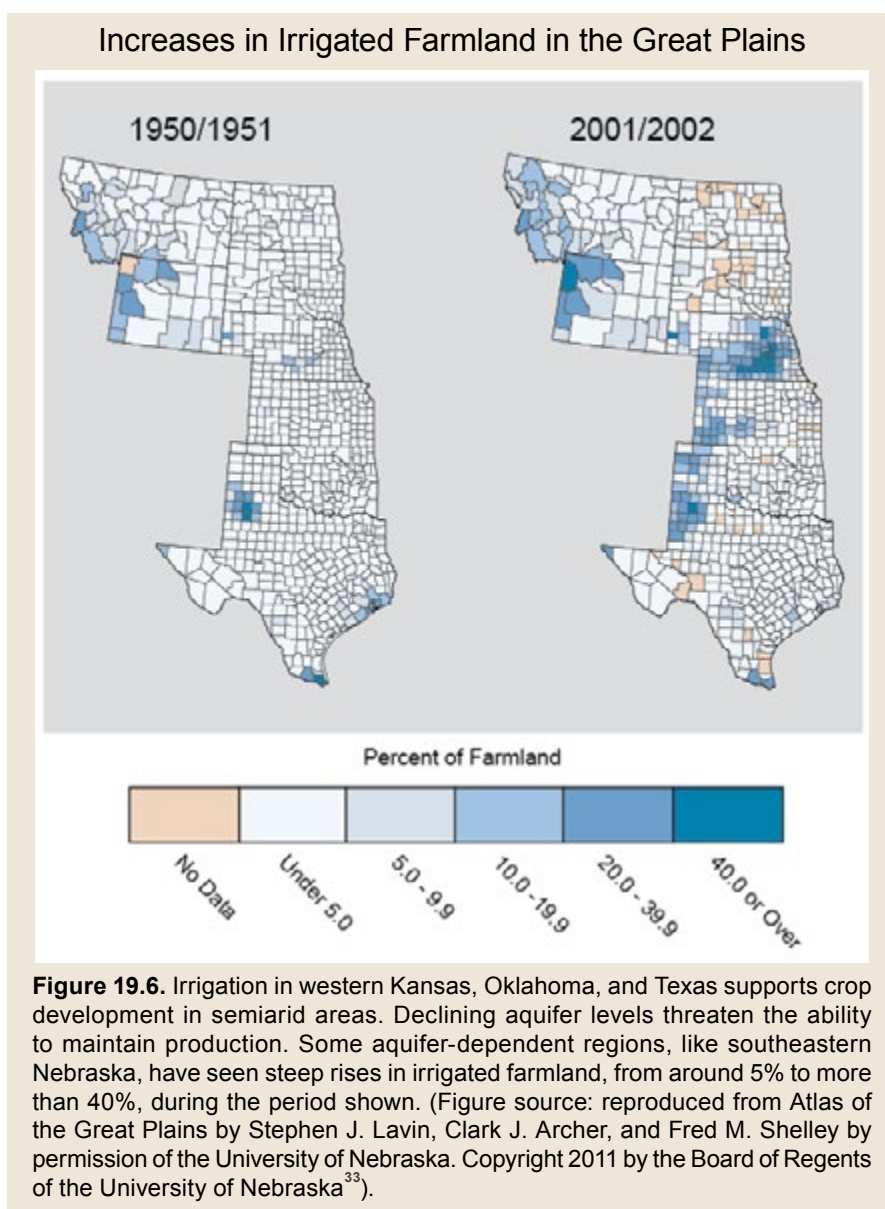 Increases in Irrigated Farmland in the Great Plains
1950/1951
2001/2002
Percent of Farmland
No Data
Under 5.0
5.0 - 9.9
10.0 -19.9
20.0 - 39.9
40.0 or Over
Figure 19.6. Irrigation in western Kansas, Oklahoma, and Texas supports crop
development in semiarid areas. Declining aquifer levels threaten the ability
to maintain production. Some aquifer-dependent regions, like southeastern
Nebraska, have seen steep rises in irrigated farmland, from around 5% to more
than 40%, during the period shown. (Figure source: reproduced from Atlas of
the Great Plains by Stephen J. Lavin, Clark J. Archer, and Fred M. Shelley by
permission of the University of Nebraska. Copyright 2011 by the Board of Regents
of the University of Nebraska33).